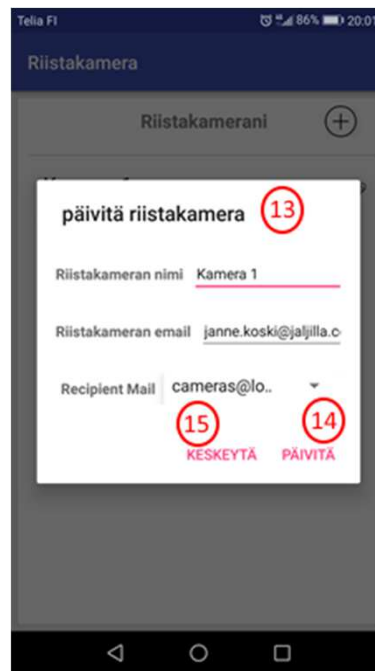 Telia FI 86% 20:01
Riistakamera
Riistakamerani
päivitä riistakamera 13
Riistakameran nimi Kamera 1
Riistakameran email janne.koski@jaljilla.c
Recipient Mail cameras@lo..
15 14
KESKEYTÄ PÄIVITÄ